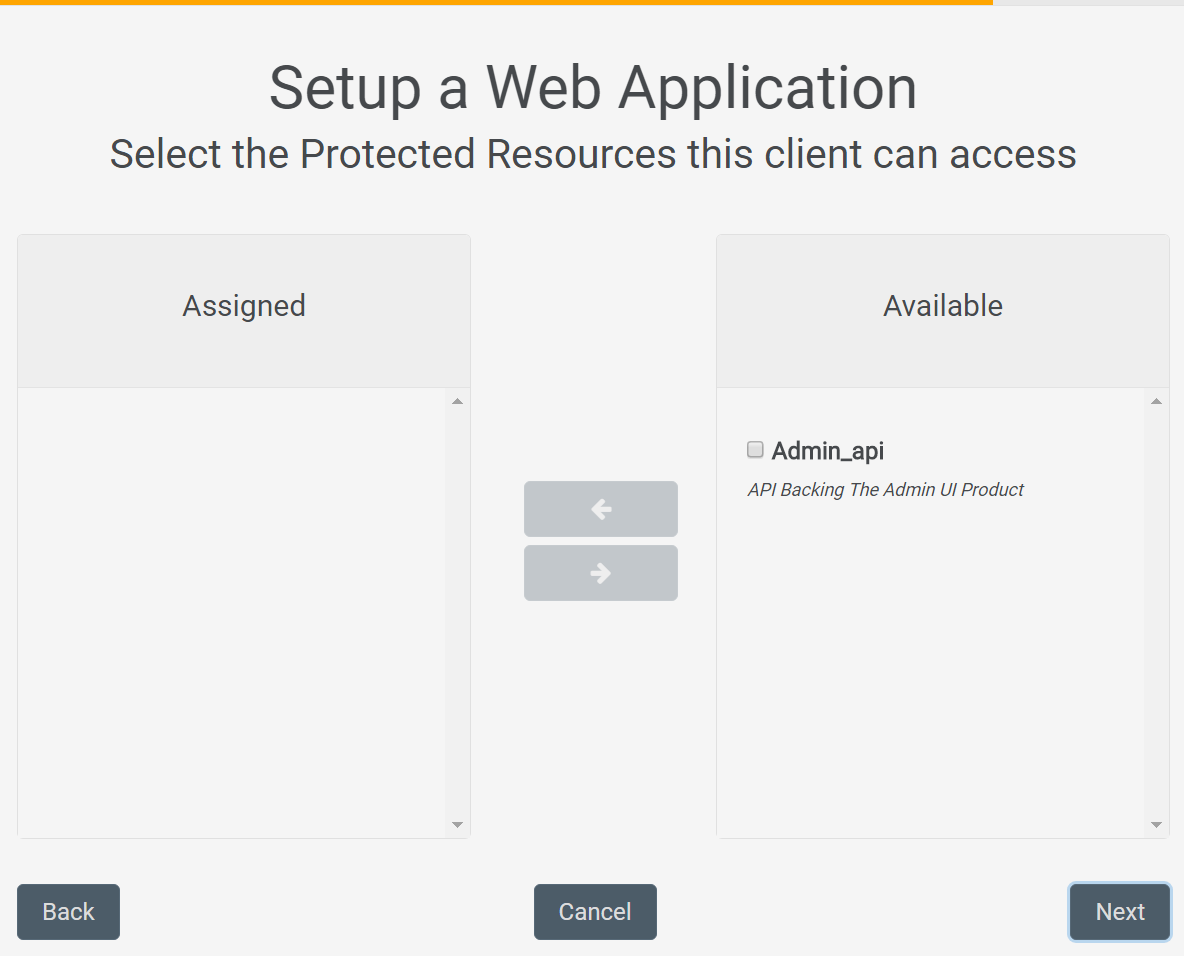 Setup a Web Application
Select the Protected Resources this client can access
Assigned
Available
Admin_api
API Backing The Admin UI Product
Back
Cancel
Next